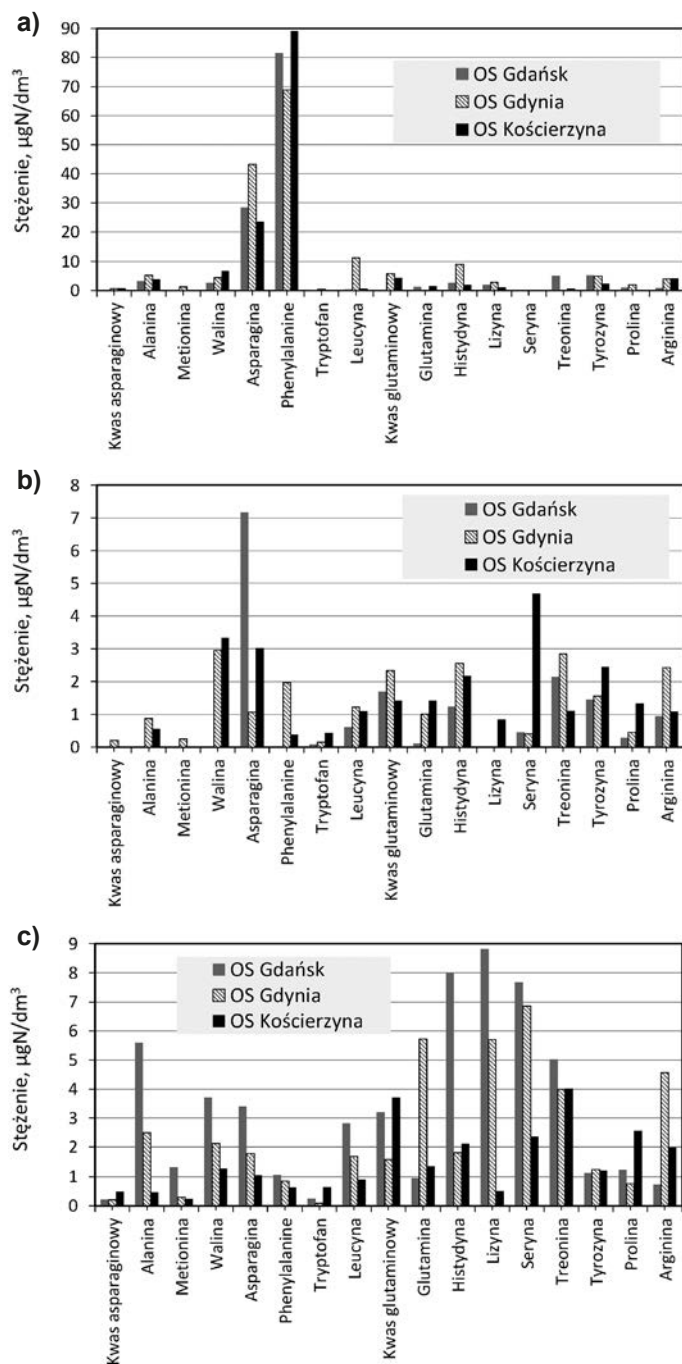 a)
90
80
70
60
50
40
30
20
10
0
Stężenie, µgN/dm³
OS Gdańsk
OS Gdynia
OS Kościerzyna
Kwas asparaginowy
Alanina
Metionina
Walina
Asparagina
Phenylalanine
Tryptofan
Leucyna
Kwas glutaminowy
Glutamina
Histydyna
Lizyna
Seryna
Treonina
Tyrozyna
Prolina
Arginina
b)
8
7
6
5
4
3
2
1
0
Stężenie, µgN/dm³
OS Gdańsk
OS Gdynia
OS Kościerzyna
Kwas asparaginowy
Alanina
Metionina
Walina
Asparagina
Phenylalanine
Tryptofan
Leucyna
Kwas glutaminowy
Glutamina
Histydyna
Lizyna
Seryna
Treonina
Tyrozyna
Prolina
Arginina
c)
9
8
7
6
5
4
3
2
1
0
Stężenie, µgN/dm³
OS Gdańsk
OS Gdynia
OS Kościerzyna
Kwas asparaginowy
Alanina
Metionina
Walina
Asparagina
Phenylalanine
Tryptofan
Leucyna
Kwas glutaminowy
Glutamina
Histydyna
Lizyna
Seryna
Treonina
Tyrozyna
Prolina
Arginina